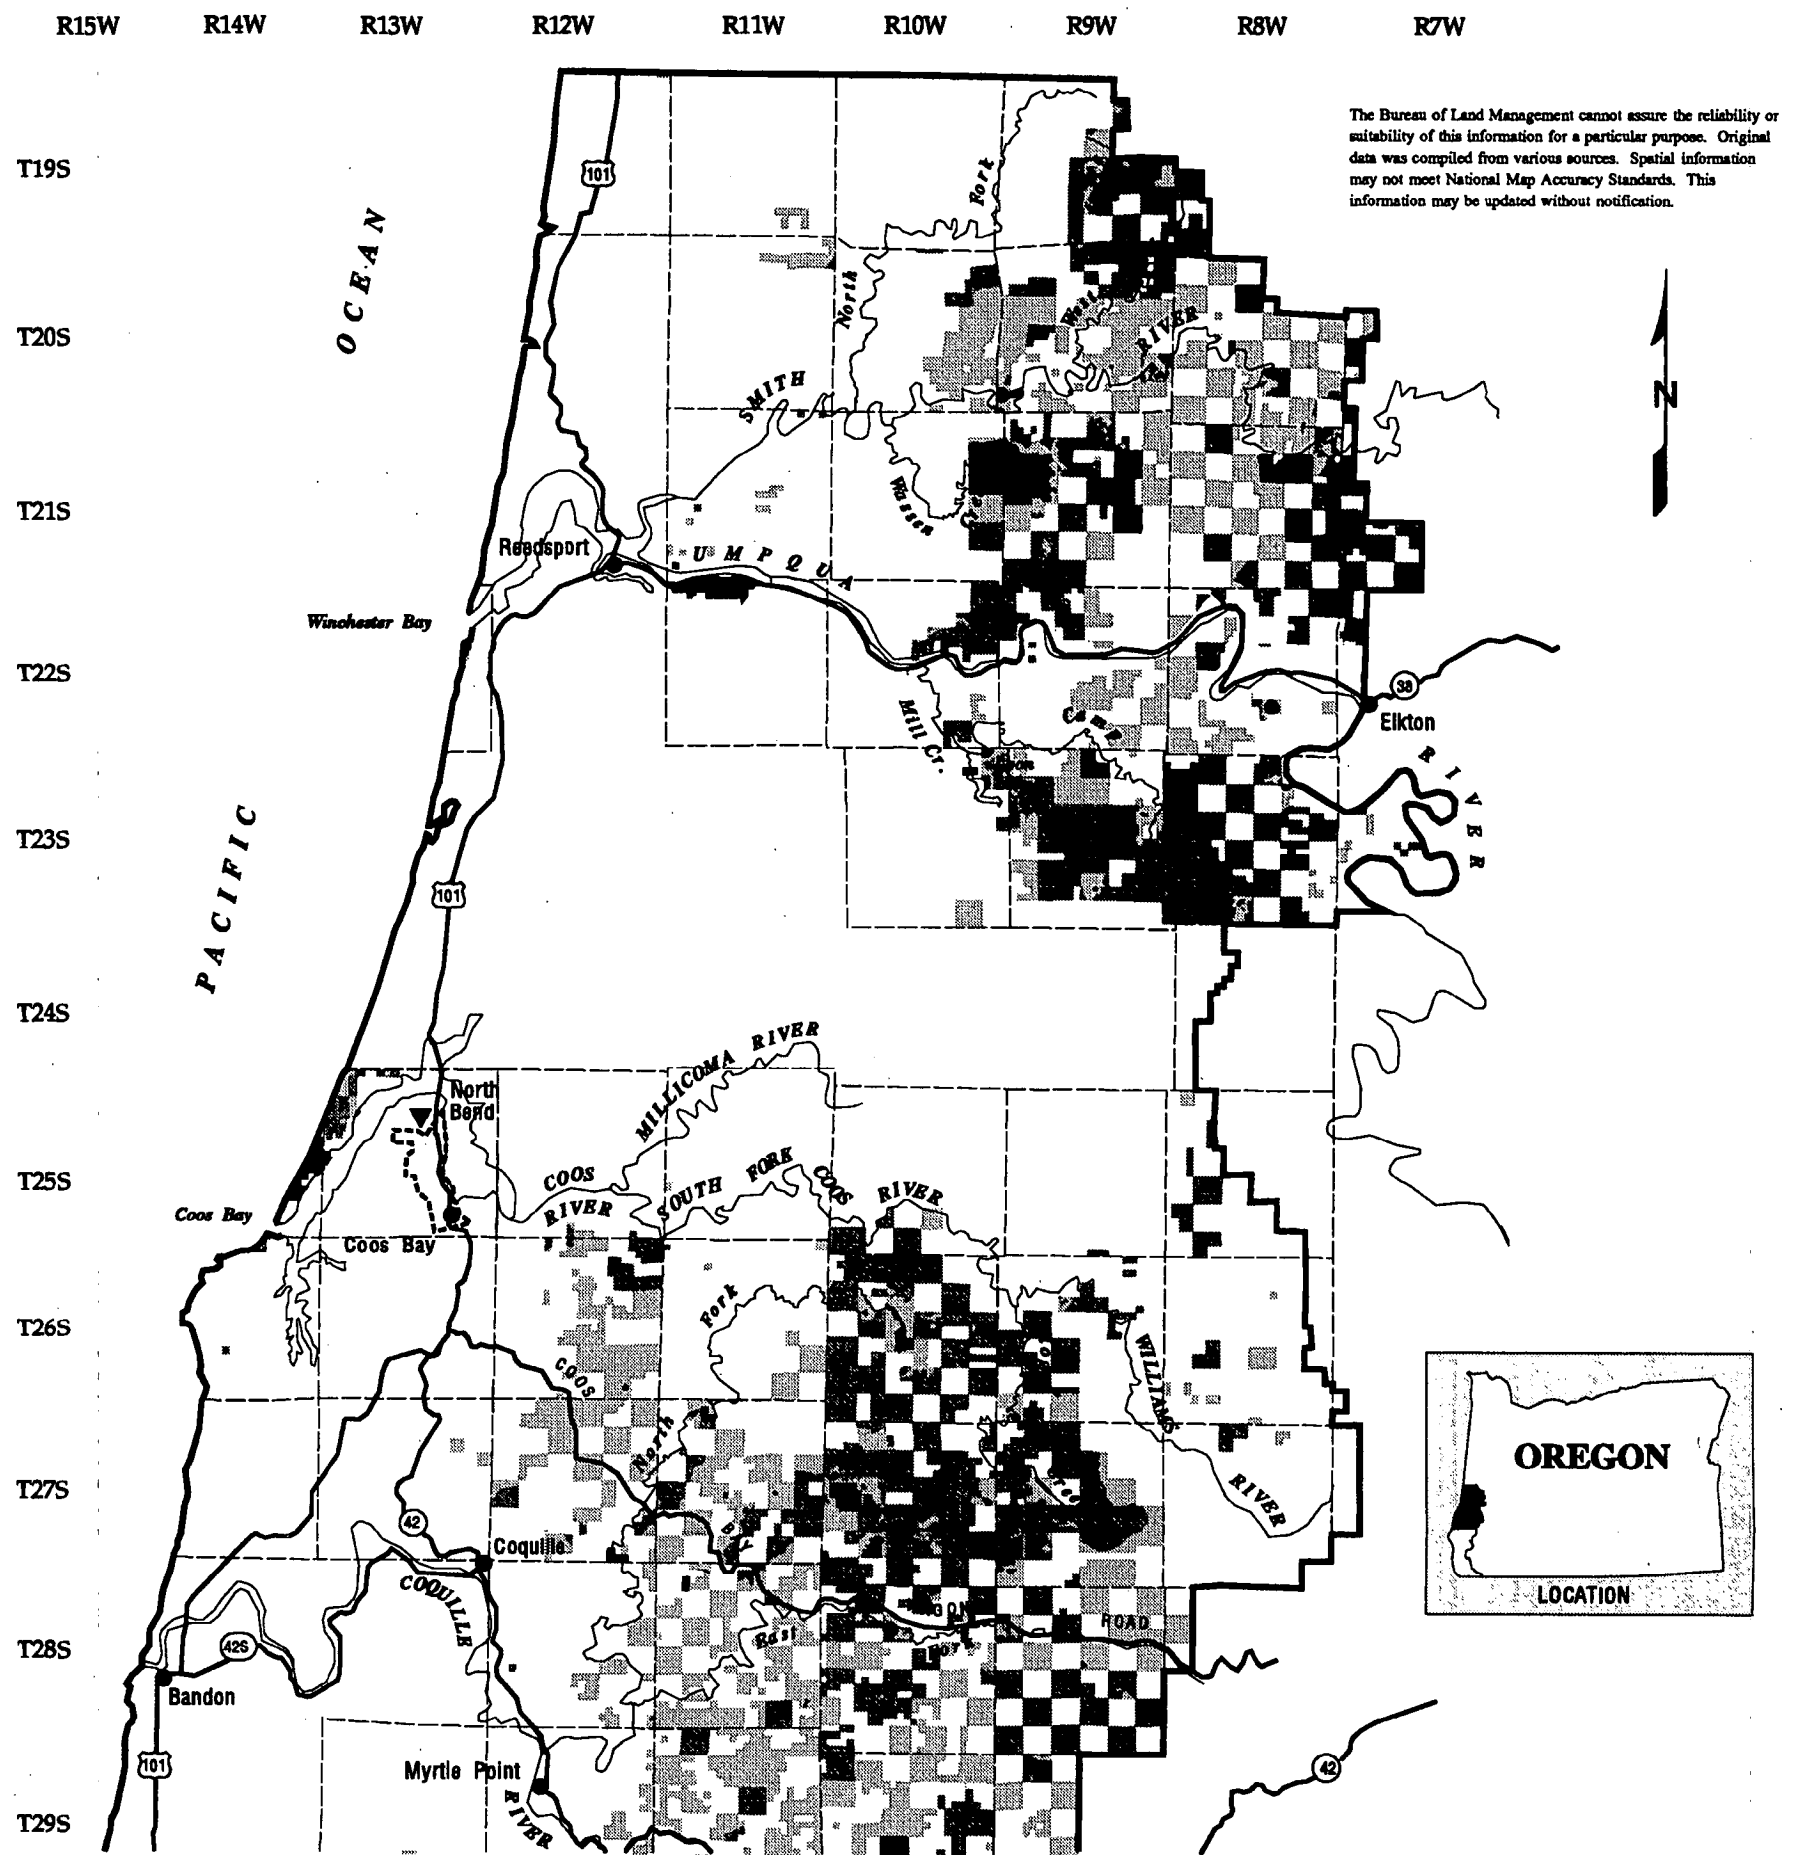 R15W R14W R13W R12W R11W R10W R9W R8W R7W
The Bureau of Land Management cannot assure the reliability or
suitability of this information for a particular purpose. Original
data was compiled from various sources. Spatial information
may not meet National Map Accuracy Standards. This
information may be updated without notification.
T19S
101
Fork
North
OCEAN
West
RIVER
T20S
SMITH
N
T21S
Wassen
Reedsport
UMPQUA
Winchester Bay
T22S
38
Elkton
Mill Cr.
Camp
RIVER
T23S
PACIFIC
101
T24S
MILLICOMA RIVER
North
Bend
T25S
COOS
RIVER
SOUTH FORK
COOS RIVER
Coos Bay
Coos Bay
T26S
Fork
COOS
WILLIAMS
RIVER
OREGON
LOCATION
T27S
North
42
Coquille
COQUILLE
ROAD
T28S
42S
East
Fork
Bandon
101
Myrtle Point
RIVER
42
T29S